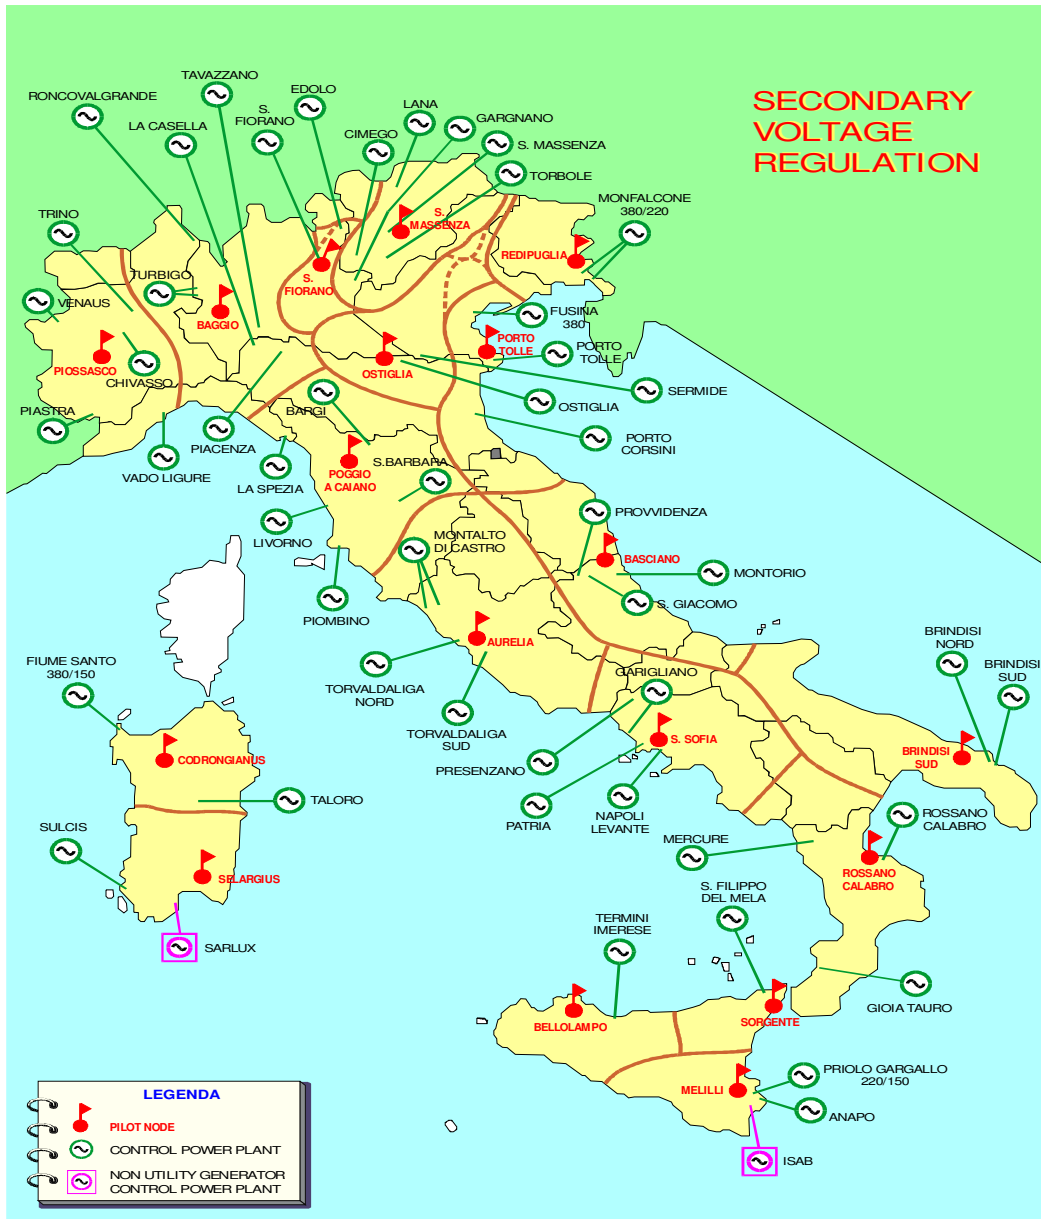 SECONDARY
VOLTAGE
REGULATION
TAVAZZANO
RONCOVALGRANDE
EDOLO
LANA
S.
FIORANO
GARGNANO
LA CASELLA
CIMEGO
S. MASSENZA
TORBOLE
TRINO
MONFALCONE
380/220
S.
MASSENZA
REDIPUGLIA
TURBIGO
S.
FIORANO
VENAUS
BAGGIO
FUSINA
380
PORTO
TOLLE
PORTO
TOLLE
PIOSSASCO
OSTIGLIA
CHIVASSO
SERMIDE
OSTIGLIA
PIASTRA
BARGI
PORTO
CORSINI
PIACENZA
VADO LIGURE
LA SPEZIA
POGGIO
A CAIANO
S.BARBARA
LIVORNO
MONTALTO
DI CASTRO
PROVVIDENZA
BASCIANO
MONTORIO
PIOMBINO
S. GIACOMO
AURELIA
BRINDISI
NORD
BRINDISI
SUD
FIUME SANTO
380/150
GARIGLIANO
TORVALDALIGA
NORD
TORVALDALIGA
SUD
S. SOFIA
BRINDISI
SUD
CODRONGIANUS
PRESENZANO
TALORO
PATRIA
NAPOLI
LEVANTE
ROSSANO
CALABRO
SULCIS
MERCURE
ROSSANO
CALABRO
SELARGIUS
S. FILIPPO
DEL MELA
TERMINI
IMERESE
SARLUX
GIOIA TAURO
BELLOLAMPO
SORGENTE
MELILLI
PRIOLO GARGALLO
220/150
ANAPO
ISAB
LEGENDA
PILOT NODE
CONTROL POWER PLANT
NON UTILITY GENERATOR
CONTROL POWER PLANT